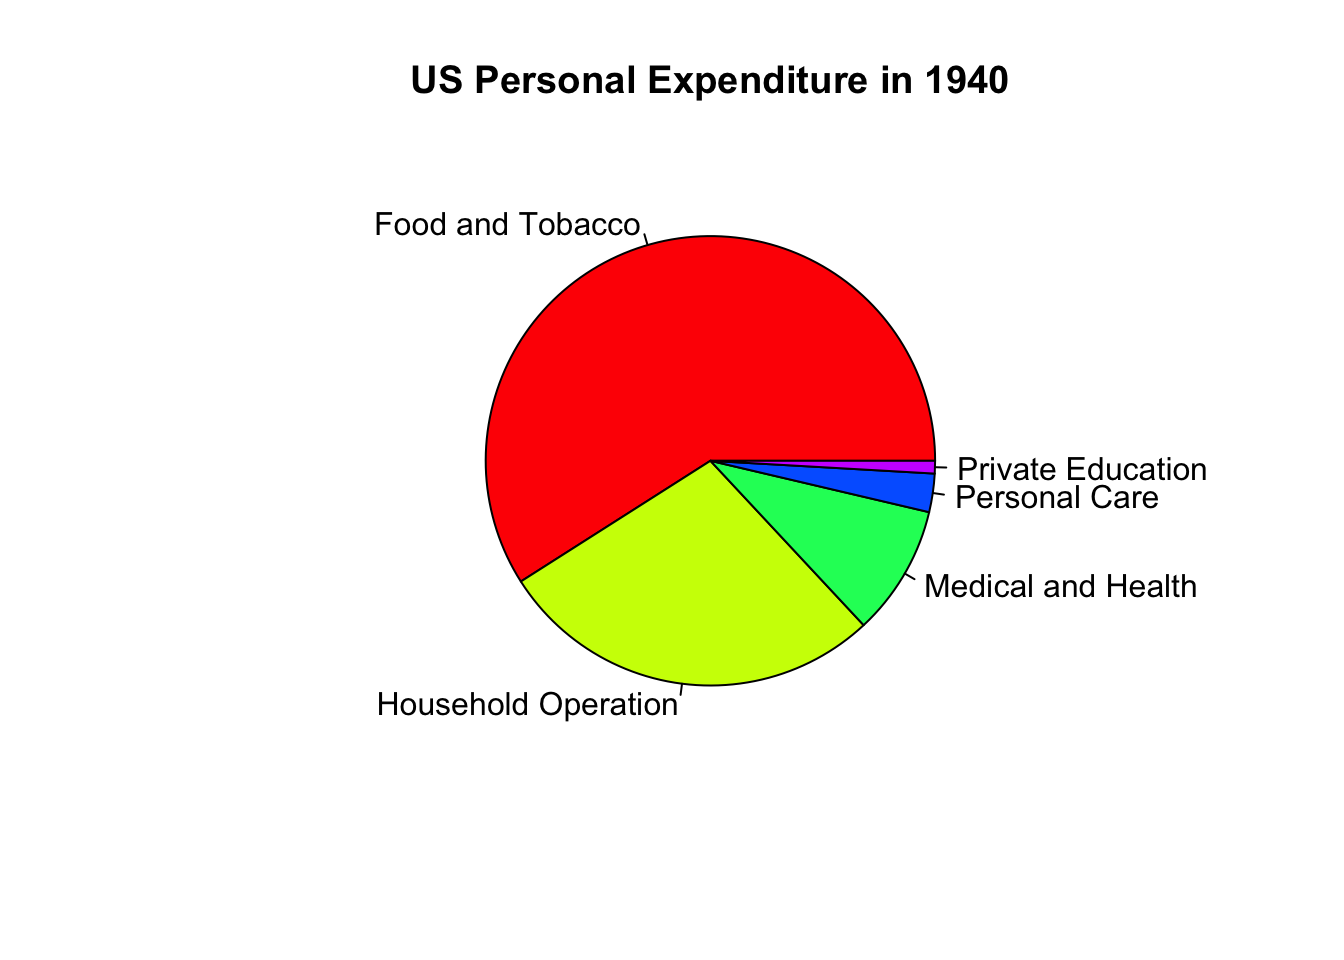 US Personal Expenditure in 1940
Food and Tobacco
Private Education
Personal Care
Medical and Health
Household Operation